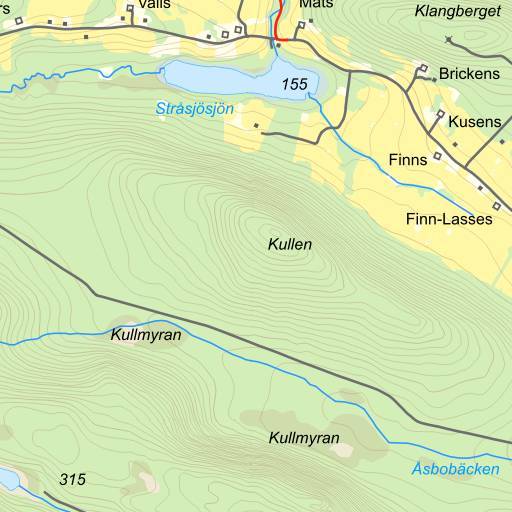 Valls
Mats
Klangberget
Brickens
155
Stråsjösjön
Kusens
Finns
Finn-Lasses
Kullen
Kullmyran
Kullmyran
Åsbobäcken
315